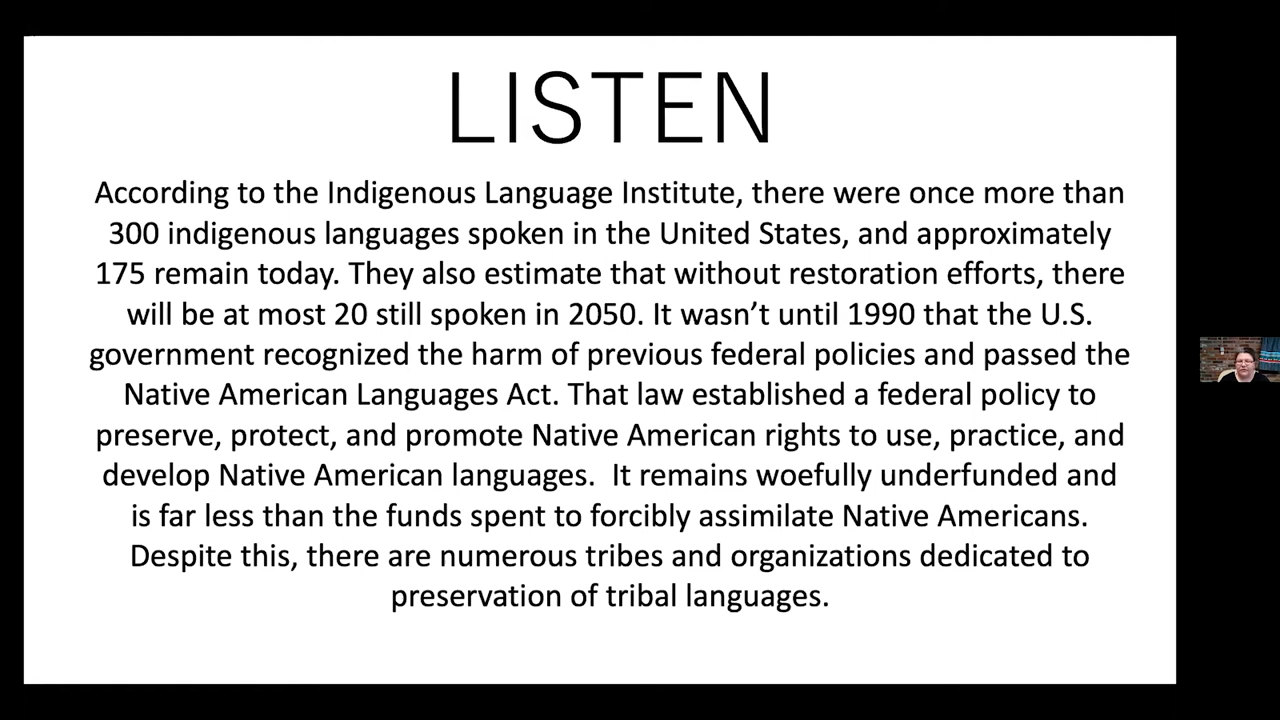 LISTEN
According to the Indigenous Language Institute, there were once more than
300 indigenous languages spoken in the United States, and approximately
175 remain today. They also estimate that without restoration efforts, there
will be at most 20 still spoken in 2050. It wasn’t until 1990 that the U.S.
government recognized the harm of previous federal policies and passed the
Native American Languages Act. That law established a federal policy to
preserve, protect, and promote Native American rights to use, practice, and
develop Native American languages.  It remains woefully underfunded and
is far less than the funds spent to forcibly assimilate Native Americans.
Despite this, there are numerous tribes and organizations dedicated to
preservation of tribal languages.